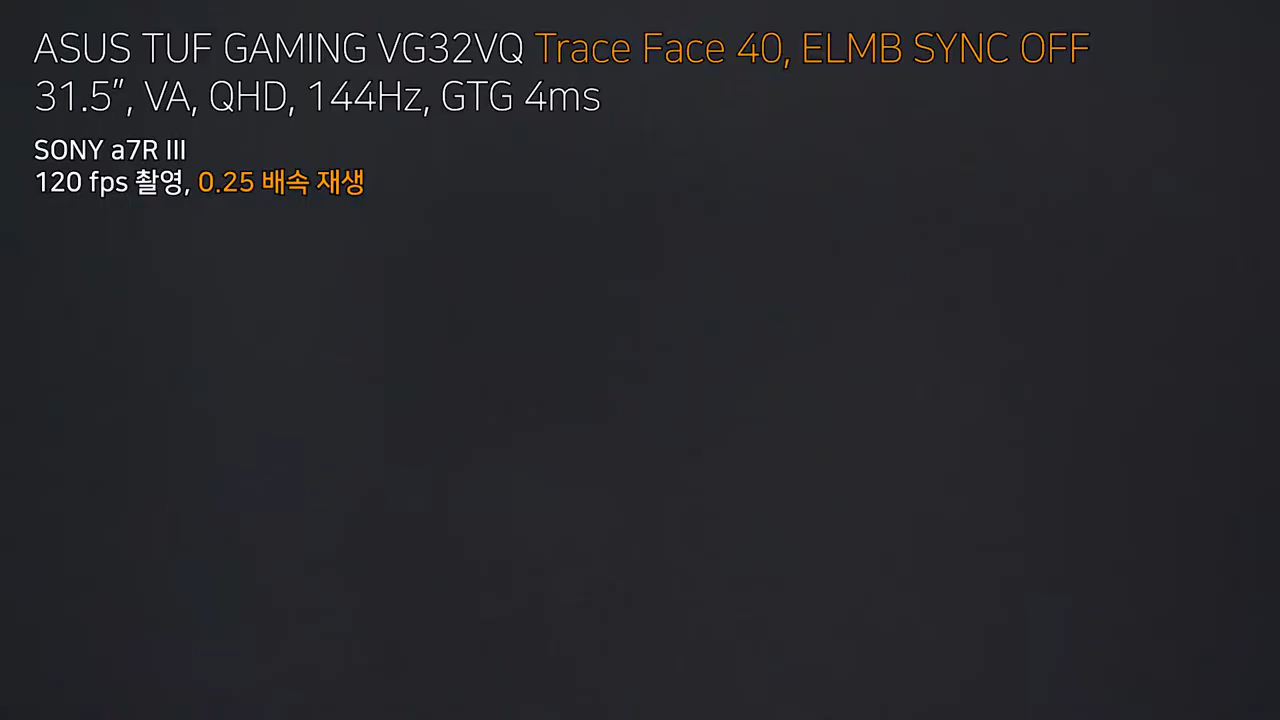 ASUS TUF GAMING VG32VQ Trace Face 40, ELMB SYNC OFF
31.5”, VA, QHD, 144Hz, GTG 4ms
SONY a7R III
120 fps 촬영, 0.25 배속 재생